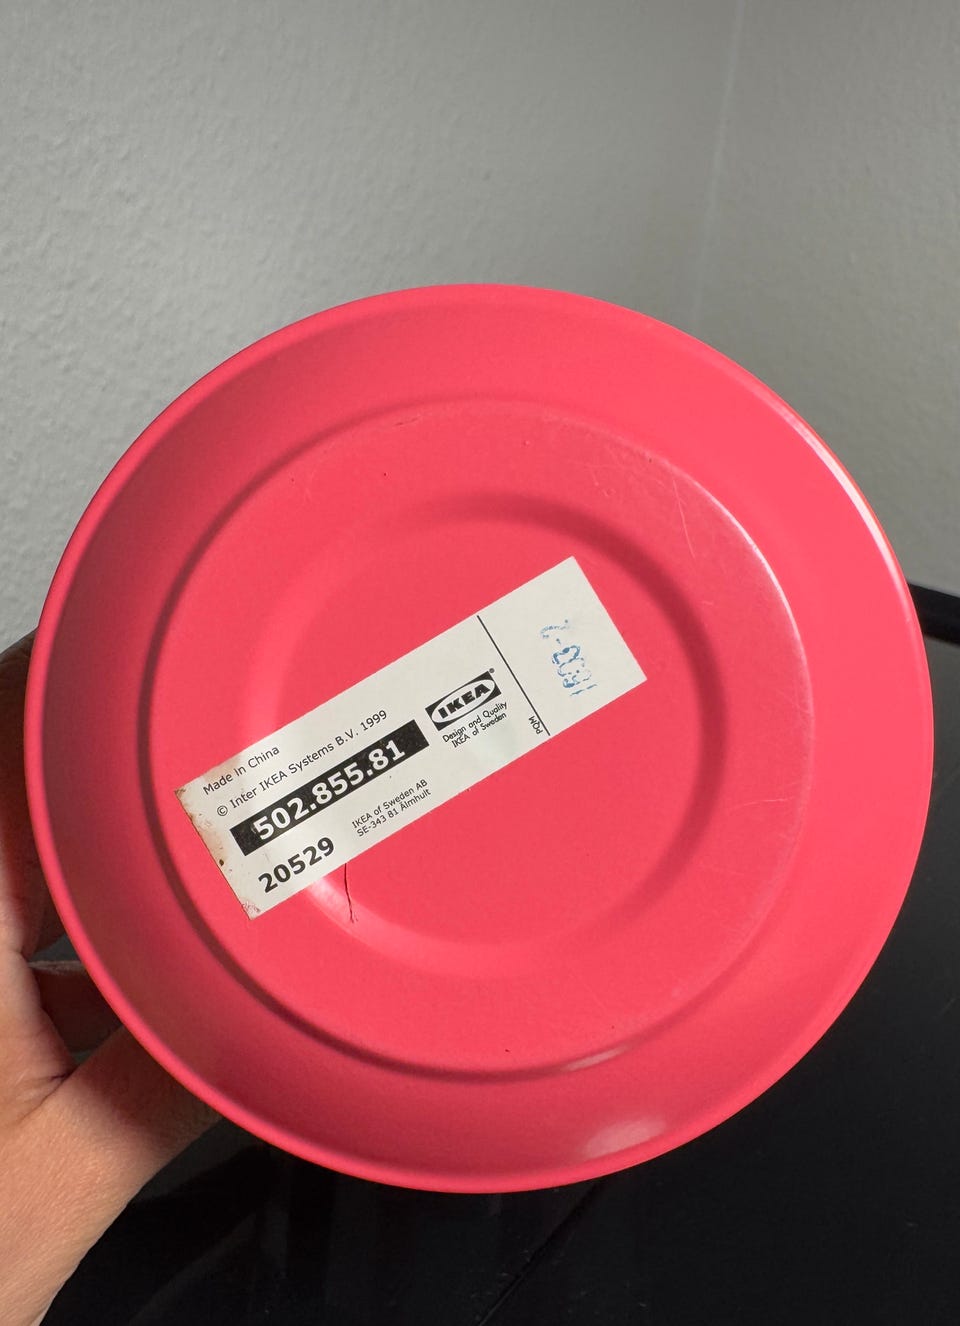 Made in China
© Inter IKEA Systems B.V. 1999
502.855.81
20529
IKEA of Sweden AB
SE-343 81 Älmhult
IKEA®
Design and Quality
IKEA of Sweden
PQM